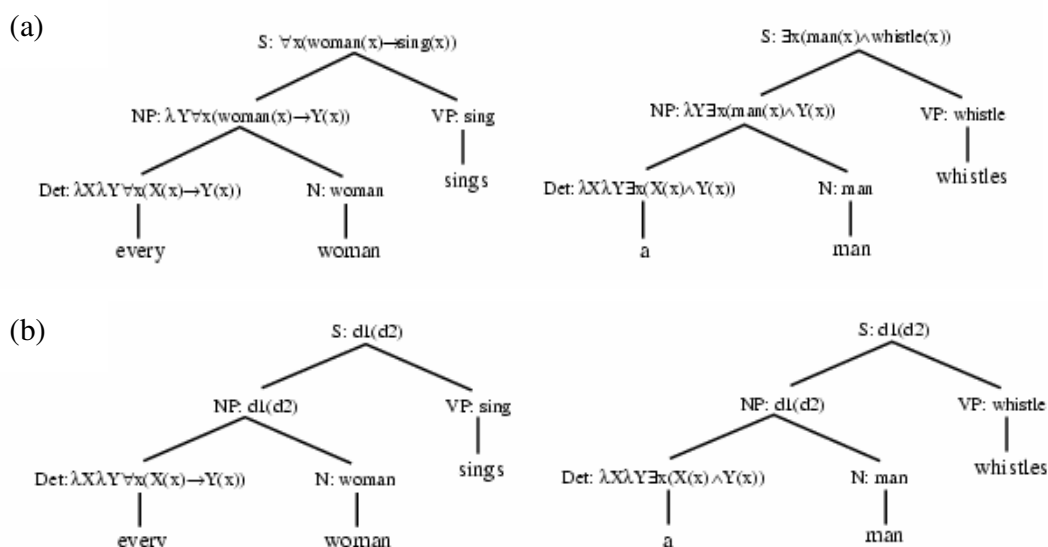 (a)
S: ∀x(woman(x)→sing(x))
S: ∃x(man(x)∧whistle(x))
NP: λY∀x(woman(x)→Y(x))
VP: sing
NP: λY∃x(man(x)∧Y(x))
VP: whistle
sings
whistles
Det: λXλY∀x(X(x)→Y(x))
N: woman
Det: λXλY∃x(X(x)∧Y(x))
N: man
every
woman
a
man
(b)
S: d1(d2)
S: d1(d2)
NP: d1(d2)
VP: sing
NP: d1(d2)
VP: whistle
sings
whistles
Det: λXλY∀x(X(x)→Y(x))
N: woman
Det: λXλY∃x(X(x)∧Y(x))
N: man
every
woman
a
man